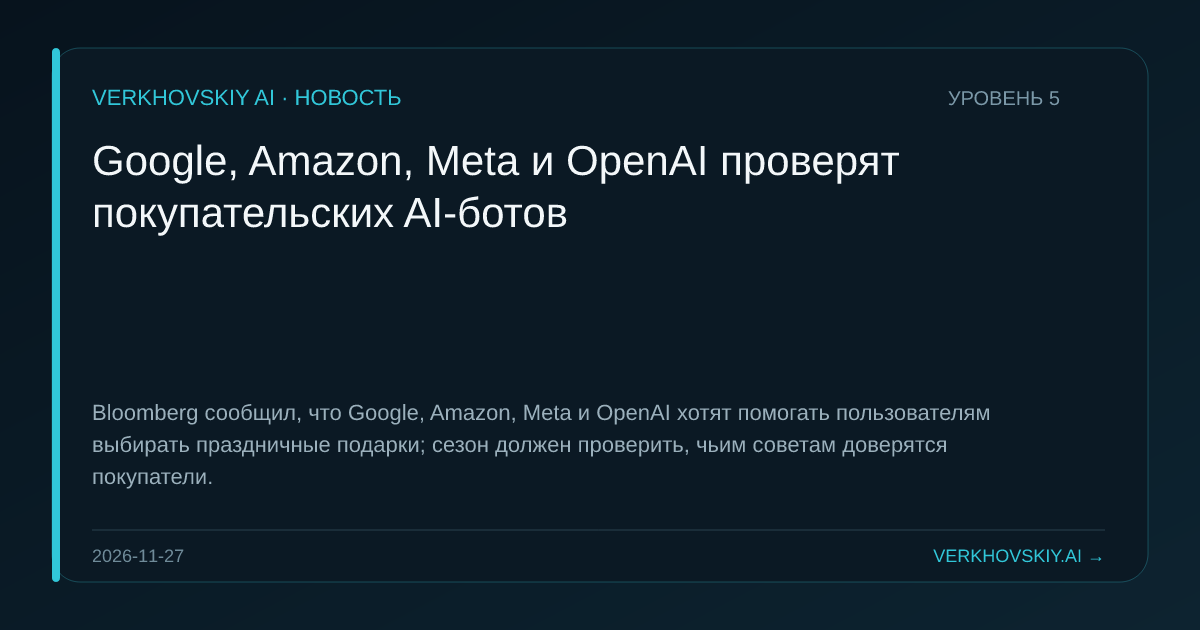 VERKHOVSKIY AI · НОВОСТЬ
УРОВЕНЬ 5
Google, Amazon, Meta и OpenAI проверят
покупательских AI-ботов
Bloomberg сообщил, что Google, Amazon, Meta и OpenAI хотят помогать пользователям
выбирать праздничные подарки; сезон должен проверить, чьим советам доверятся
покупатели.
2026-11-27
VERKHOVSKIY.AI →